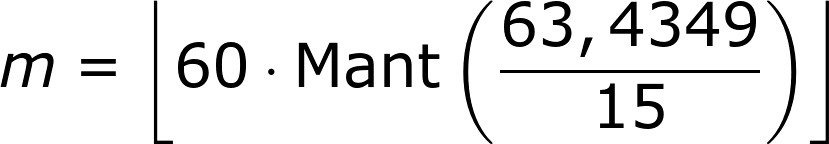 m = ⌊60 · Mant (63,4349 / 15)⌋